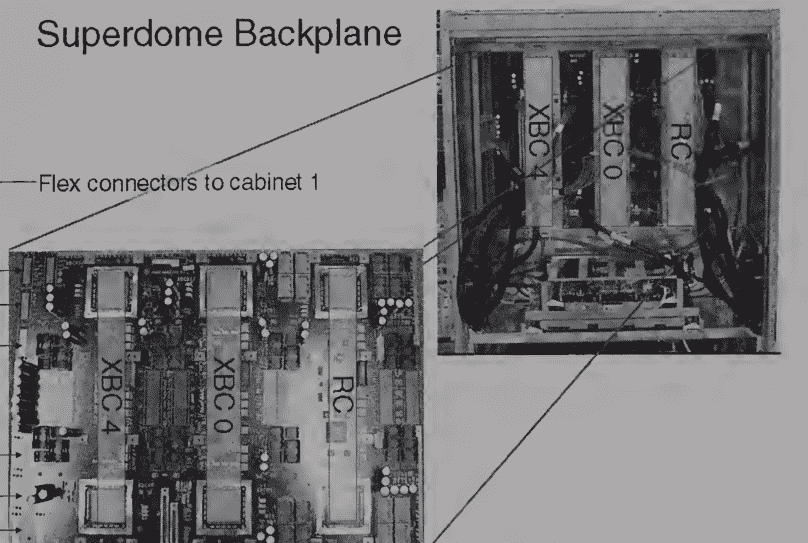 Superdome Backplane
XBC 4
XBC 0
RC
Flex connectors to cabinet 1
XBC 4
XBC 0
RC